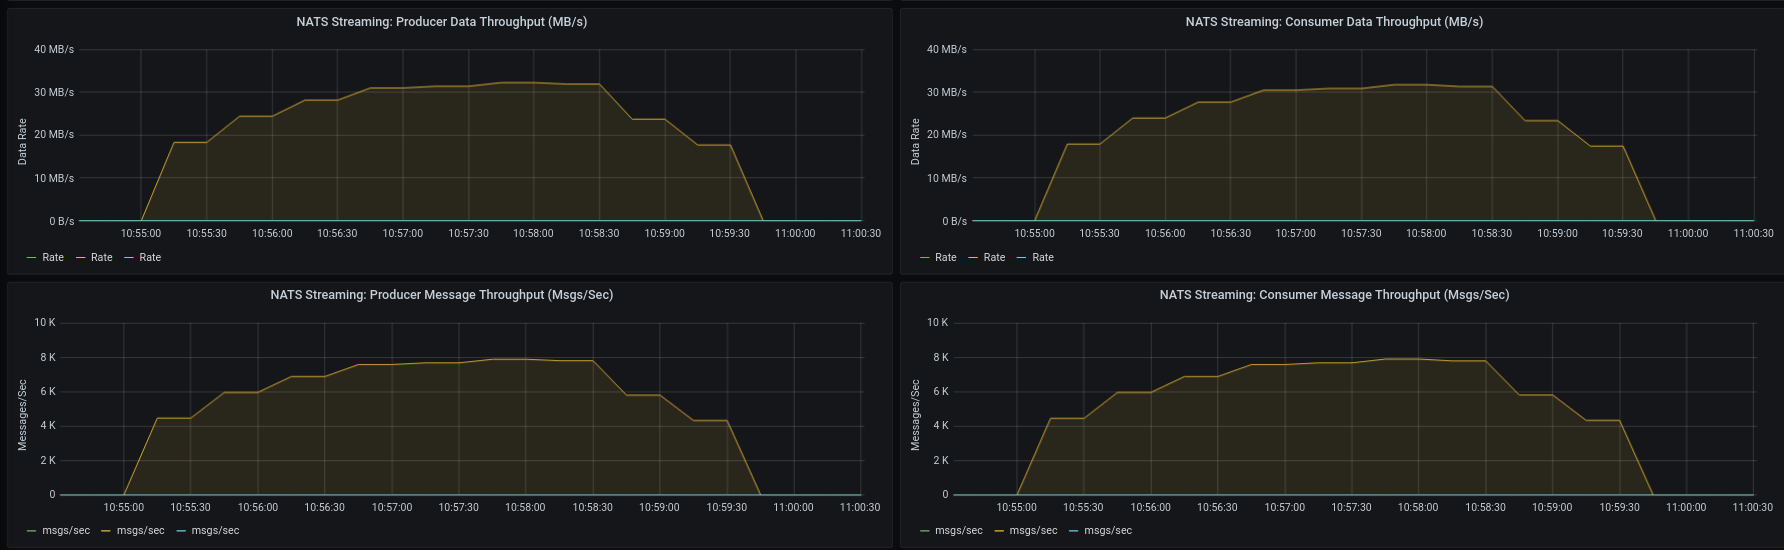 NATS Streaming: Producer Data Throughput (MB/s)
40 MB/s
30 MB/s
20 MB/s
10 MB/s
0 B/s
Data Rate
10:55:00 10:55:30 10:56:00 10:56:30 10:57:00 10:57:30 10:58:00 10:58:30 10:59:00 10:59:30 11:00:00 11:00:30
Rate Rate Rate
NATS Streaming: Consumer Data Throughput (MB/s)
40 MB/s
30 MB/s
20 MB/s
10 MB/s
0 B/s
Data Rate
10:55:00 10:55:30 10:56:00 10:56:30 10:57:00 10:57:30 10:58:00 10:58:30 10:59:00 10:59:30 11:00:00 11:00:30
Rate Rate Rate
NATS Streaming: Producer Message Throughput (Msgs/Sec)
10 K
8 K
6 K
4 K
2 K
0
Messages/Sec
10:55:00 10:55:30 10:56:00 10:56:30 10:57:00 10:57:30 10:58:00 10:58:30 10:59:00 10:59:30 11:00:00 11:00:30
msgs/sec msgs/sec msgs/sec
NATS Streaming: Consumer Message Throughput (Msgs/Sec)
10 K
8 K
6 K
4 K
2 K
0
Messages/Sec
10:55:00 10:55:30 10:56:00 10:56:30 10:57:00 10:57:30 10:58:00 10:58:30 10:59:00 10:59:30 11:00:00 11:00:30
msgs/sec msgs/sec msgs/sec